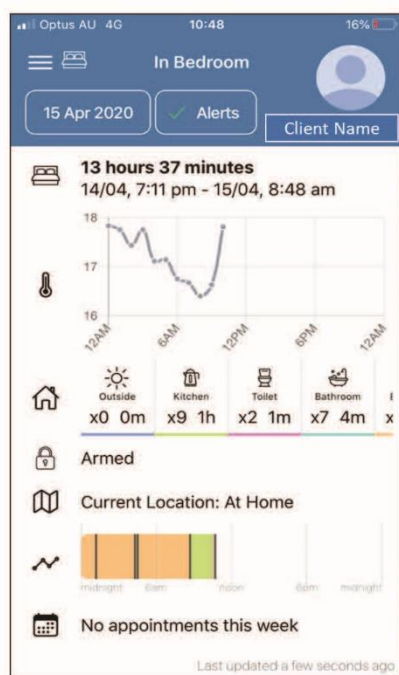 Optus AU 4G 10:48 16%
In Bedroom
15 Apr 2020 Alerts
Client Name
13 hours 37 minutes
14/04, 7:11 pm - 15/04, 8:48 am
18
17
16
12AM 6AM 12PM 6PM 12AM
Outside Kitchen Toilet Bathroom
x0 0m x9 1h x2 1m x7 4m x
Armed
Current Location: At Home
midnight 6am noon 6pm midnight
No appointments this week
Last updated a few seconds ago